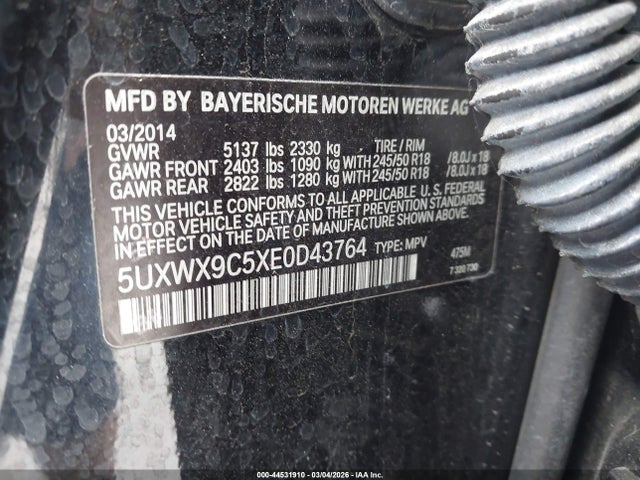 MFD BY BAYERISCHE MOTOREN WERKE AG
03/2014
GVWR 5137 lbs 2330 kg TIRE / RIM
GAWR FRONT 2403 lbs 1090 kg WITH 245/50 R18 / 8.0J x 18
GAWR REAR 2822 lbs 1280 kg WITH 245/50 R18 / 8.0J x 18
THIS VEHICLE CONFORMS TO ALL APPLICABLE U. S. FEDERAL
MOTOR VEHICLE SAFETY AND THEFT PREVENTION STANDARDS
IN EFFECT ON THE DATE OF MANUFACTURE SHOWN ABOVE.
5UXWX9C5XE0D43764 TYPE: MPV 475M
7 320 730
000-44531910 — 03/04/2026 — IAA Inc.